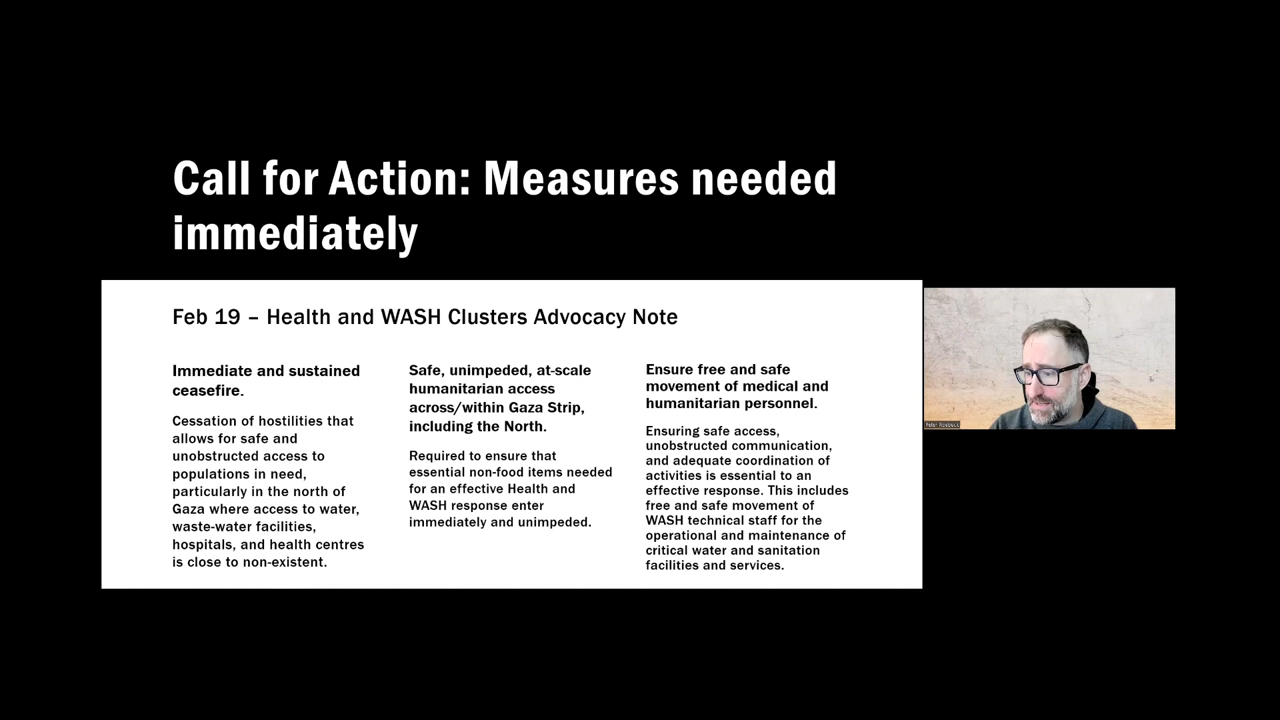 Call for Action: Measures needed
immediately
Feb 19 – Health and WASH Clusters Advocacy Note
Immediate and sustained
ceasefire.
Cessation of hostilities that
allows for safe and
unobstructed access to
populations in need,
particularly in the north of
Gaza where access to water,
waste-water facilities,
hospitals, and health centres
is close to non-existent.
Safe, unimpeded, at-scale
humanitarian access
across/within Gaza Strip,
including the North.
Required to ensure that
essential non-food items needed
for an effective Health and
WASH response enter
immediately and unimpeded.
Ensure free and safe
movement of medical and
humanitarian personnel.
Ensuring safe access,
unobstructed communication,
and adequate coordination of
activities is essential to an
effective response. This includes
free and safe movement of
WASH technical staff for the
operational and maintenance of
critical water and sanitation
facilities and services.
Peter Roebuck